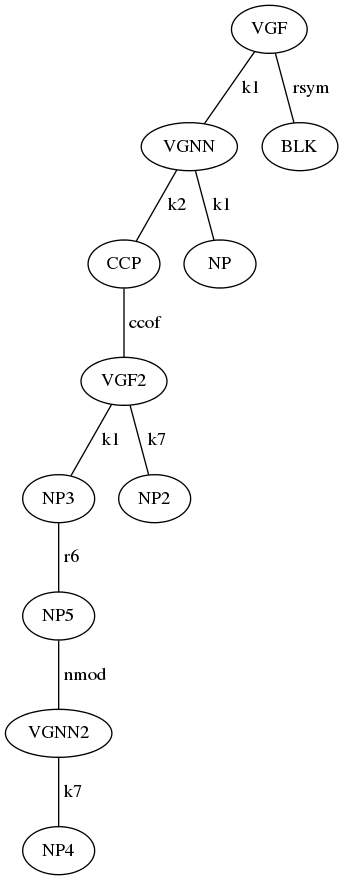 VGF
k1 rsym
VGNN BLK
k2 k1
CCP NP
ccof
VGF2
k1 k7
NP3 NP2
r6
NP5
nmod
VGNN2
k7
NP4